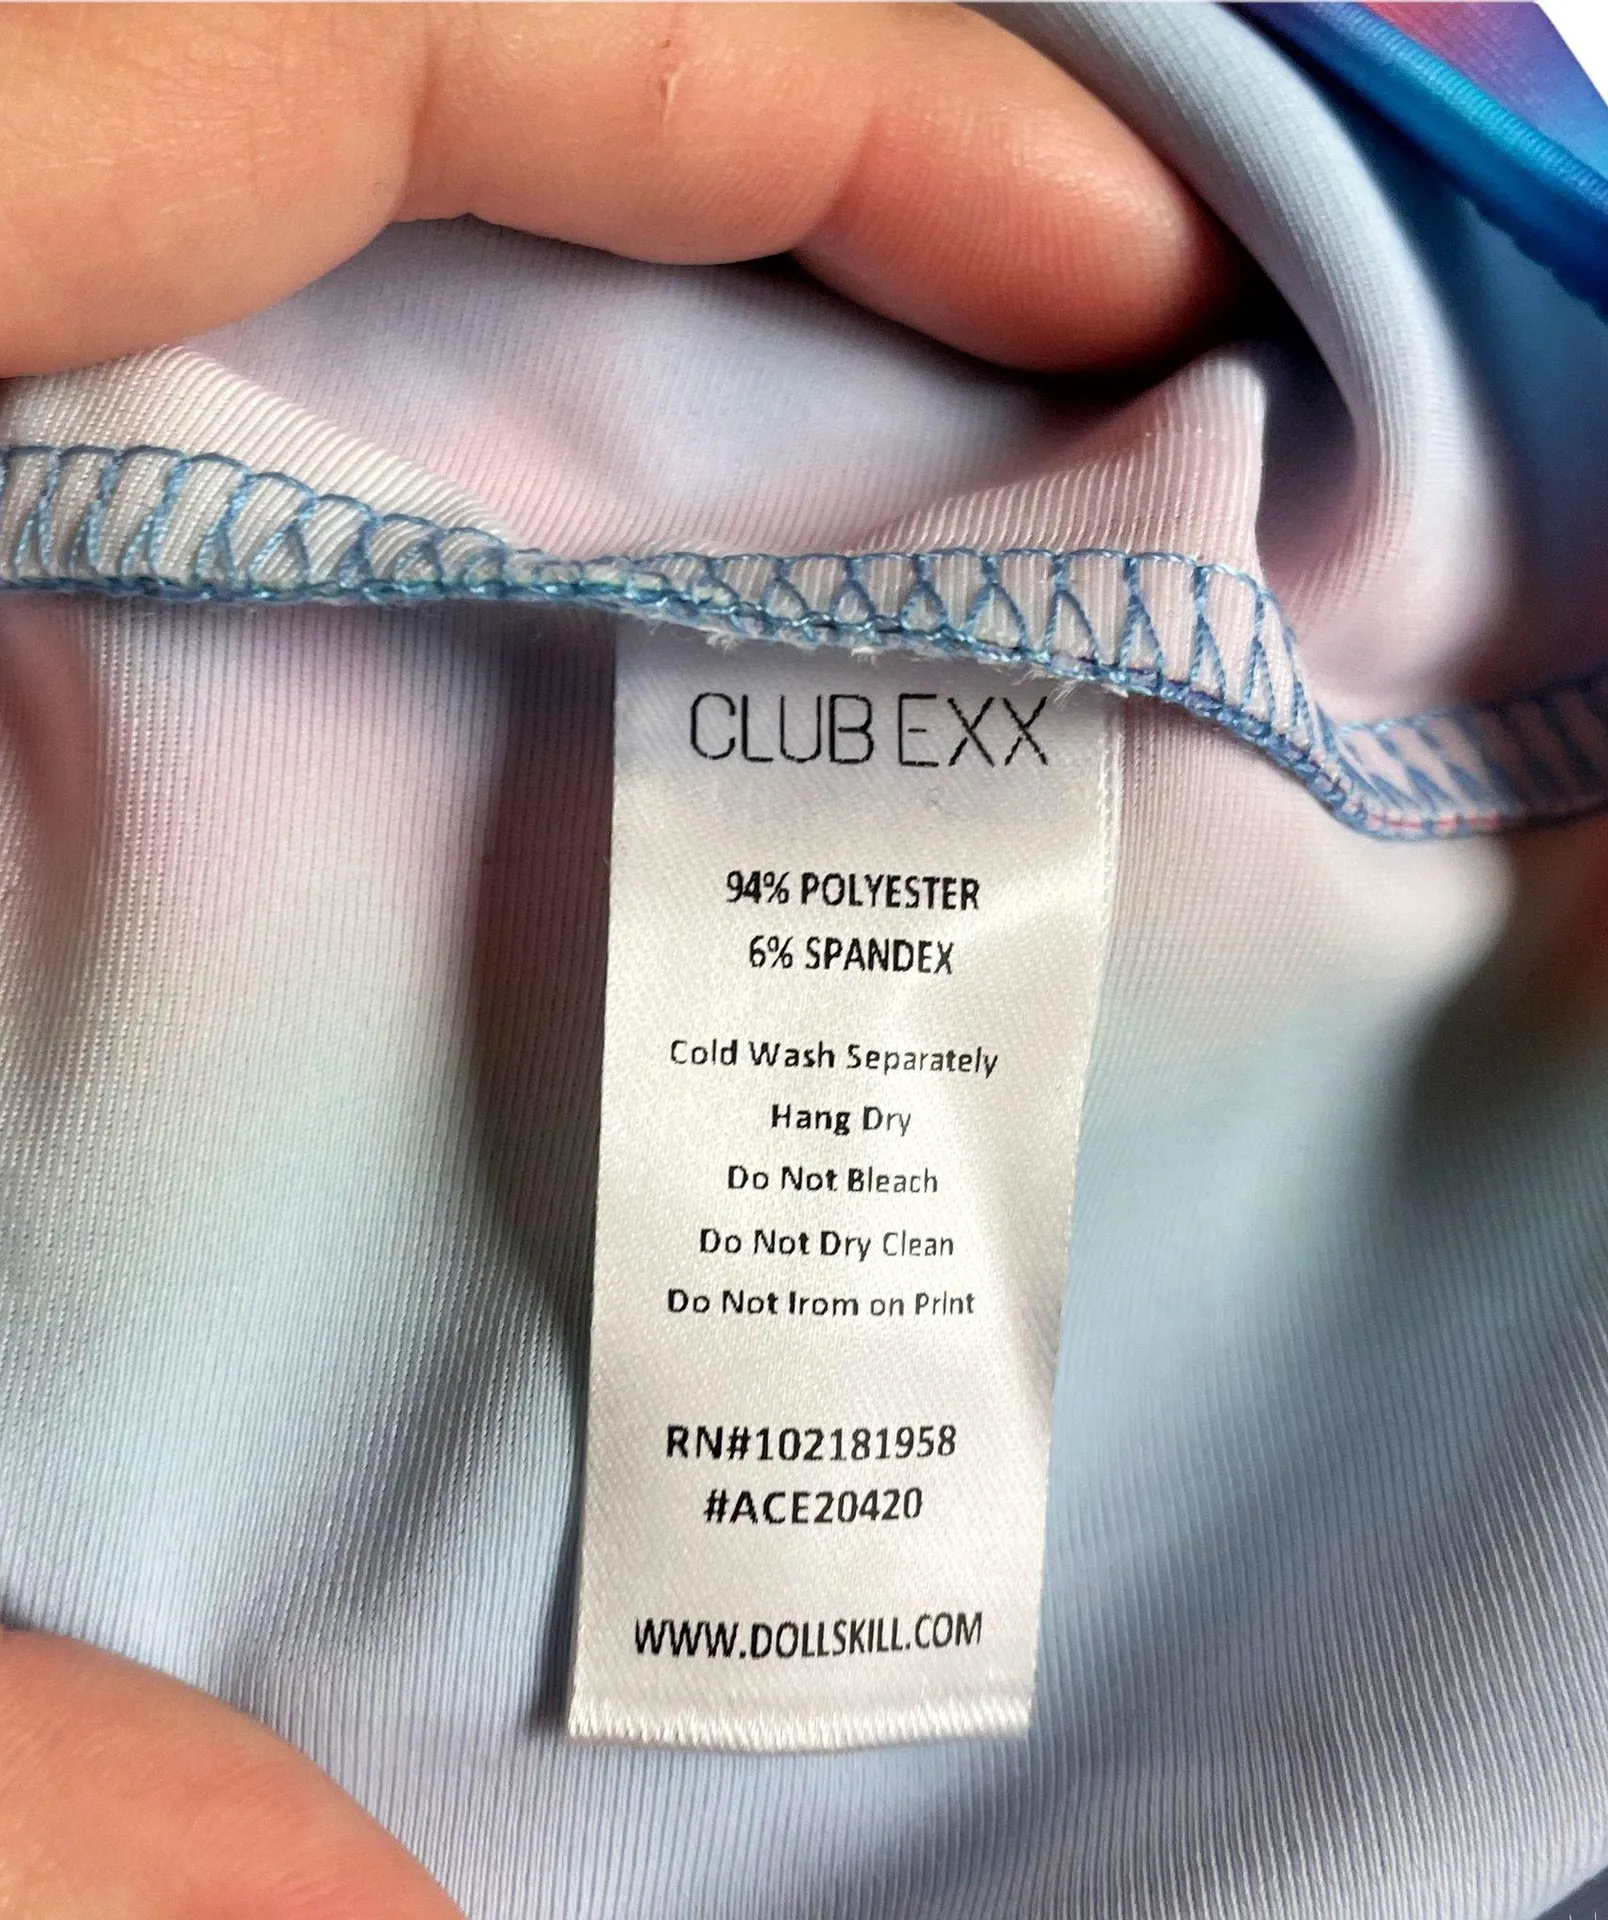 CLUB EXX
94% POLYESTER
6% SPANDEX
Cold Wash Separately
Hang Dry
Do Not Bleach
Do Not Dry Clean
Do Not Irom on Print
RN#102181958
#ACE20420
WWW.DOLLSKILL.COM